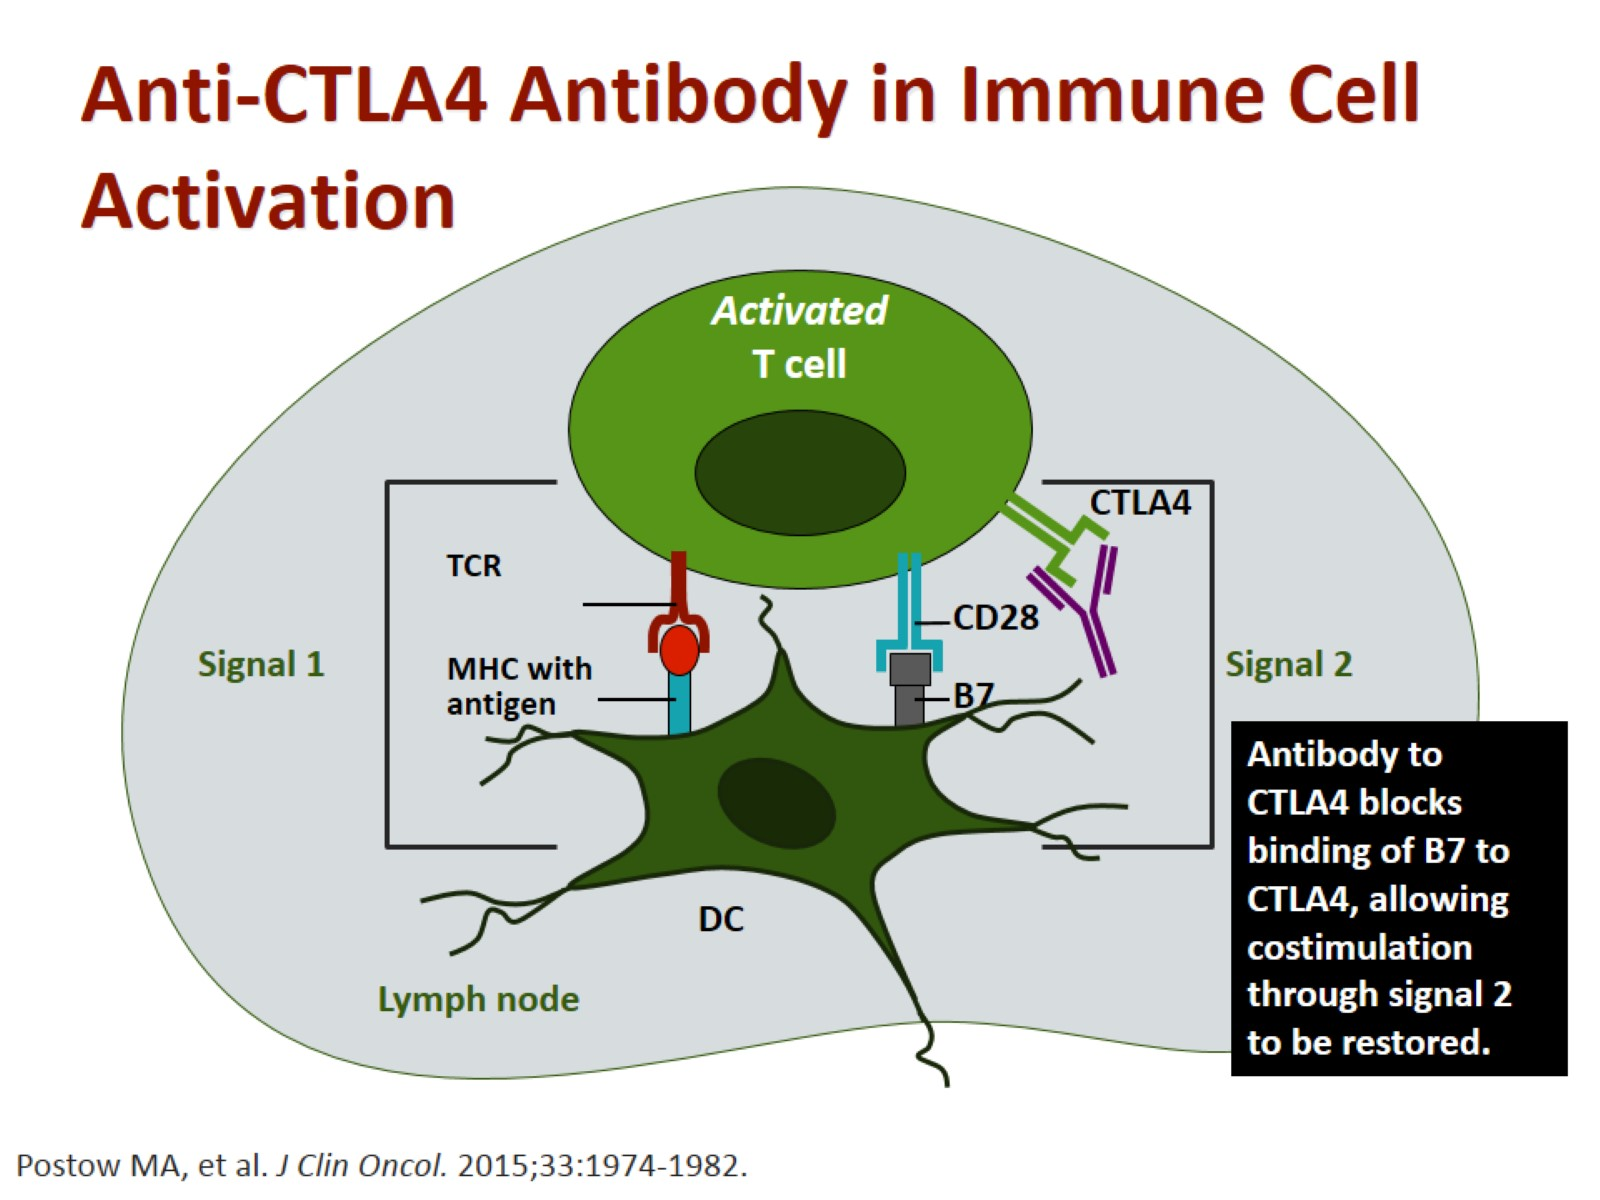 Anti-CTLA4 Antibody in Immune Cell
Activation
Activated
T cell
CTLA4
TCR
CD28
Signal 1
MHC with
antigen
B7
Signal 2
Antibody to
CTLA4 blocks
binding of B7 to
CTLA4, allowing
costimulation
through signal 2
to be restored.
DC
Lymph node
Postow MA, et al. J Clin Oncol. 2015;33:1974-1982.